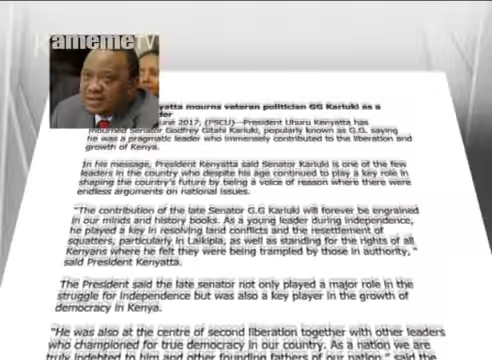 kamemeTV
yatta mourns veteran politician GG Kariuki as a
der
une 2017, (PSCU)—President Uhuru Kenyatta has
mourned Senator Godfrey Gitahi Kariuki, popularly known as G.G. saying
he was a pragmatic leader who immensely contributed to the liberation and
growth of Kenya.
In his message, President Kenyatta said Senator Kariuki is one of the few
leaders in the country who despite his age continued to play a key role in
shaping the country's future by being a voice of reason where there were
endless arguments on national issues.
"The contribution of the late Senator G.G Kariuki will forever be engrained
in our minds and history books. As a young leader during independence,
he played a key in resolving land conflicts and the resettlement of
squatters, particularly in Laikipia, as well as standing for the rights of all
Kenyans where he felt they were being trampled by those in authority,"
said President Kenyatta.
The President said the late senator not only played a major role in the
struggle for independence but was also a key player in the growth of
democracy in Kenya.
"He was also at the centre of second liberation together with other leaders
who championed for true democracy in our country. As a nation we are
truly indebted to him and other founding fathers of our nation," said the